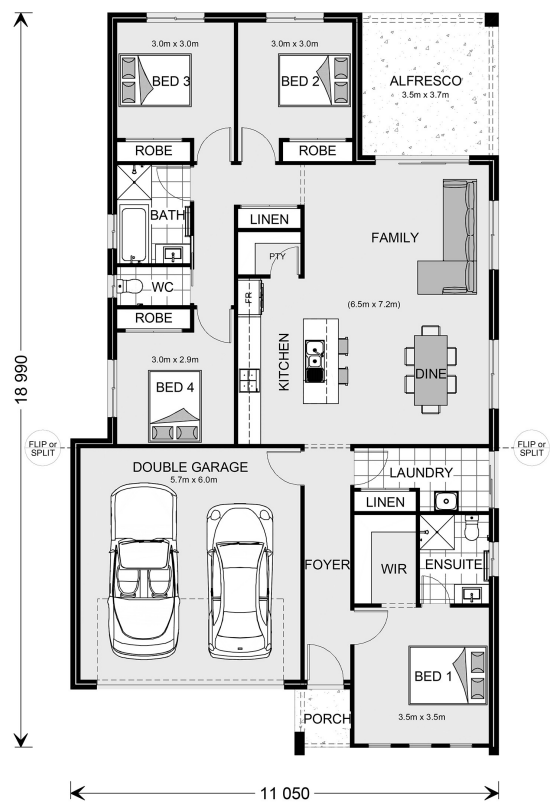 3.0m x 3.0m
BED 3
3.0m x 3.0m
BED 2
ALFRESCO
3.5m x 3.7m
ROBE
ROBE
BATH
LINEN
FAMILY
PTY
WC
FR
(6.5m x 7.2m)
ROBE
KITCHEN
3.0m x 2.9m
BED 4
DINE
18 990
FLIP or
SPLIT
FLIP or
SPLIT
DOUBLE GARAGE
5.7m x 6.0m
LAUNDRY
LINEN
FOYER
WIR
ENSUITE
BED 1
3.5m x 3.5m
PORCH
11 050